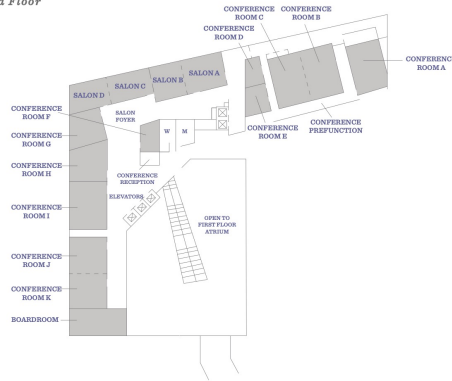 Floor
CONFERENCE
ROOM C
CONFERENCE
ROOM B
CONFERENCE
ROOM D
CONFERENC
ROOM A
SALON A
SALON B
SALON C
SALON D
CONFERENCE
ROOM F
SALON
FOYER
W
M
CONFERENCE
ROOM E
CONFERENCE
PREFUNCTION
CONFERENCE
ROOM G
CONFERENCE
ROOM H
CONFERENCE
RECEPTION
ELEVATORS
CONFERENCE
ROOM I
OPEN TO
FIRST FLOOR
ATRIUM
CONFERENCE
ROOM J
CONFERENCE
ROOM K
BOARDROOM